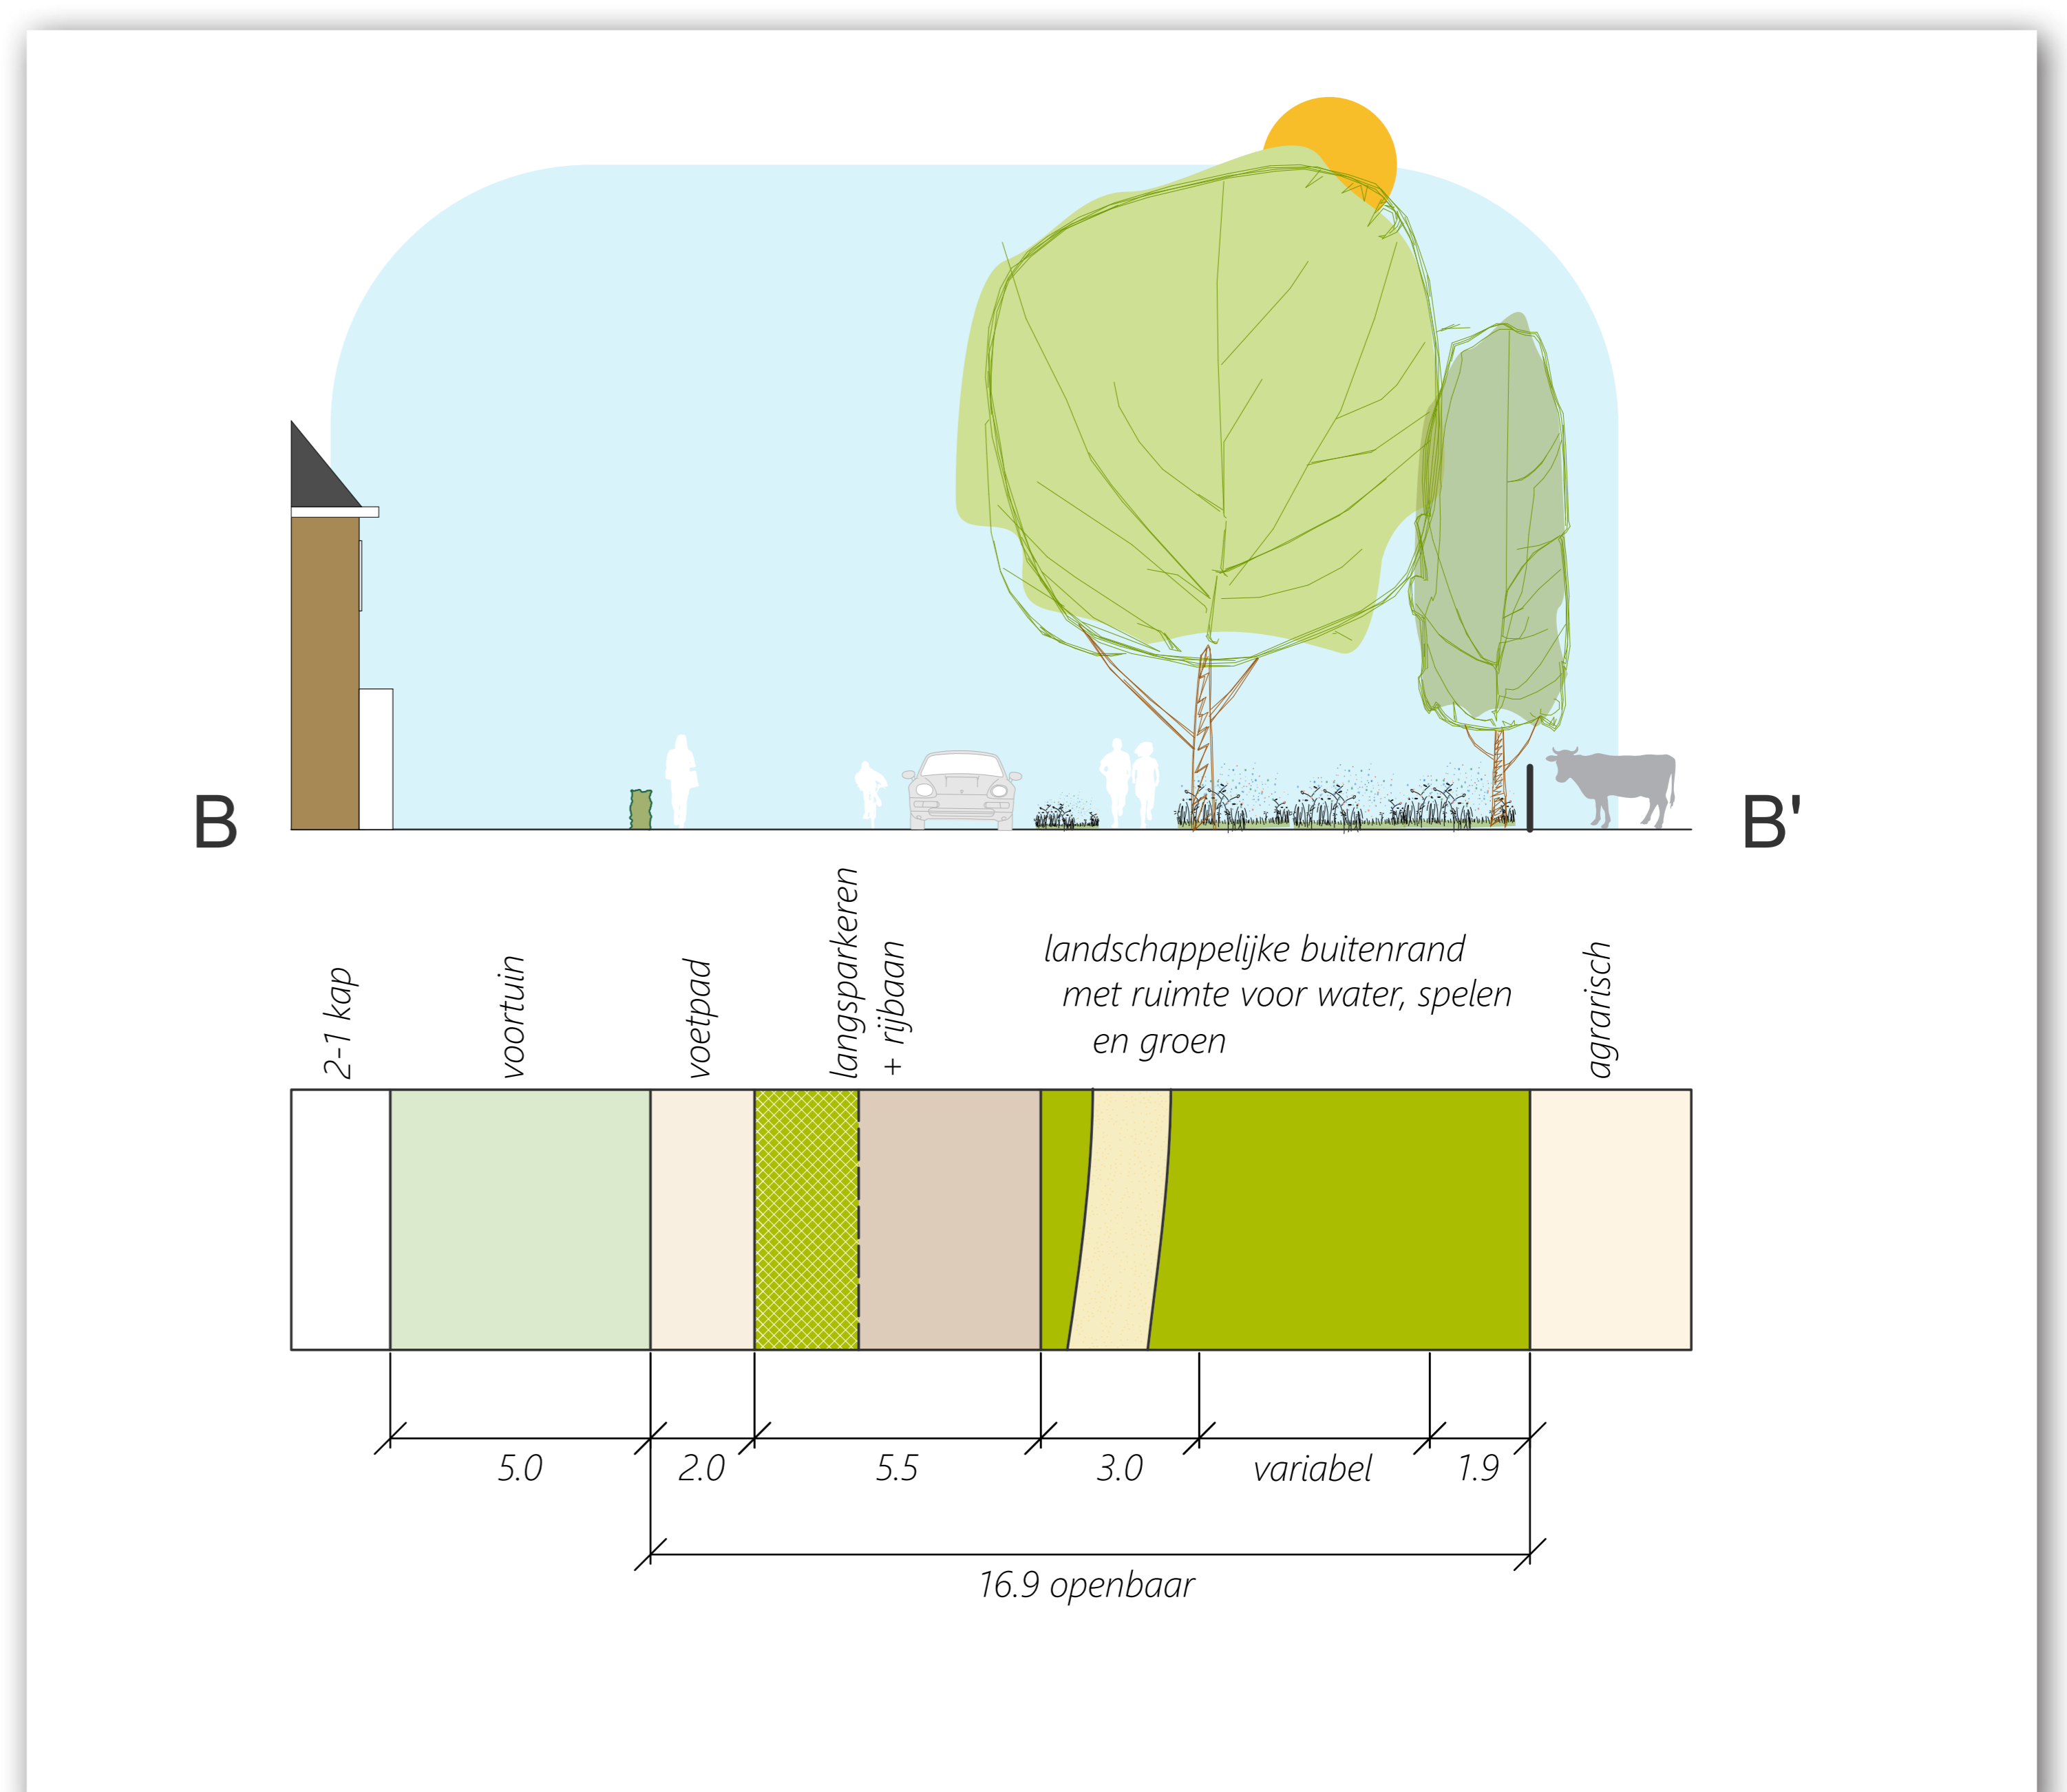 B
B'
2-1 kap
voortuin
voetpad
langsparkeren
+ rijbaan
landschappelijke buitenrand
met ruimte voor water, spelen
en groen
agrarisch
5.0
2.0
5.5
3.0
variabel
1.9
16.9 openbaar